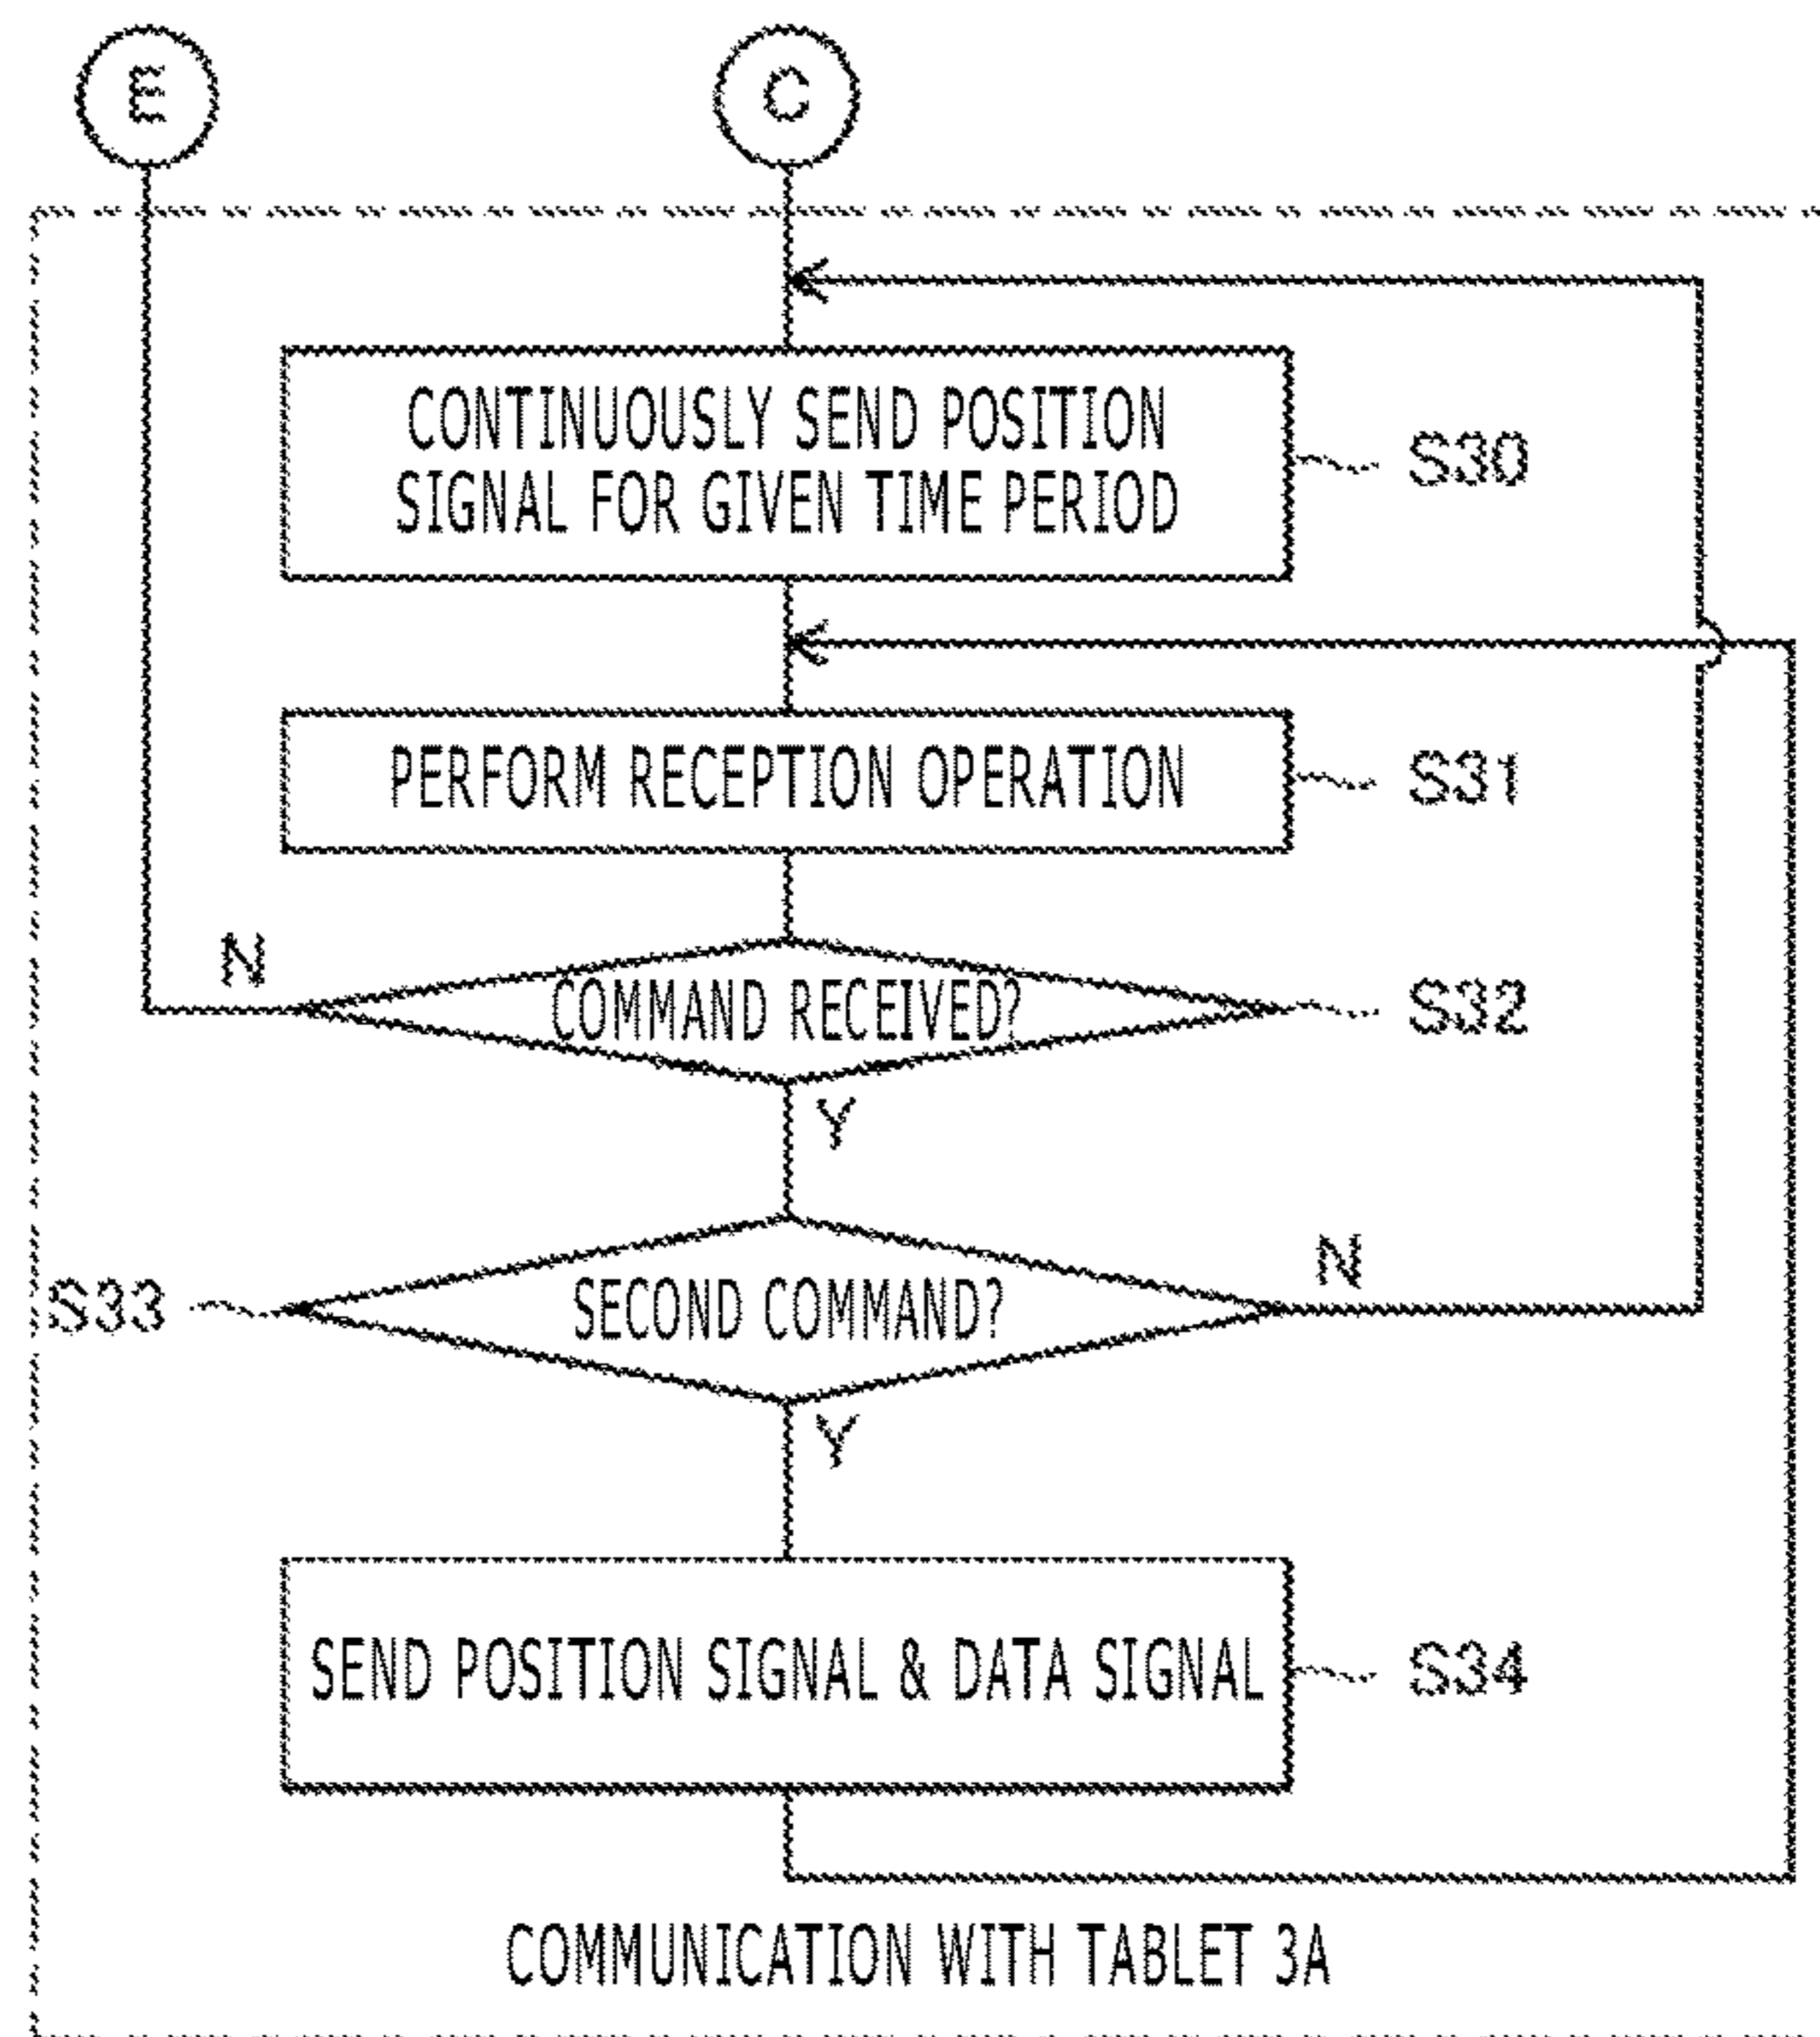 E
C
CONTINUOUSLY SEND POSITION
SIGNAL FOR GIVEN TIME PERIOD
S30
PERFORM RECEPTION OPERATION
S31
N
COMMAND RECEIVED?
S32
Y
S33
SECOND COMMAND?
N
Y
SEND POSITION SIGNAL & DATA SIGNAL
S34
COMMUNICATION WITH TABLET 3A